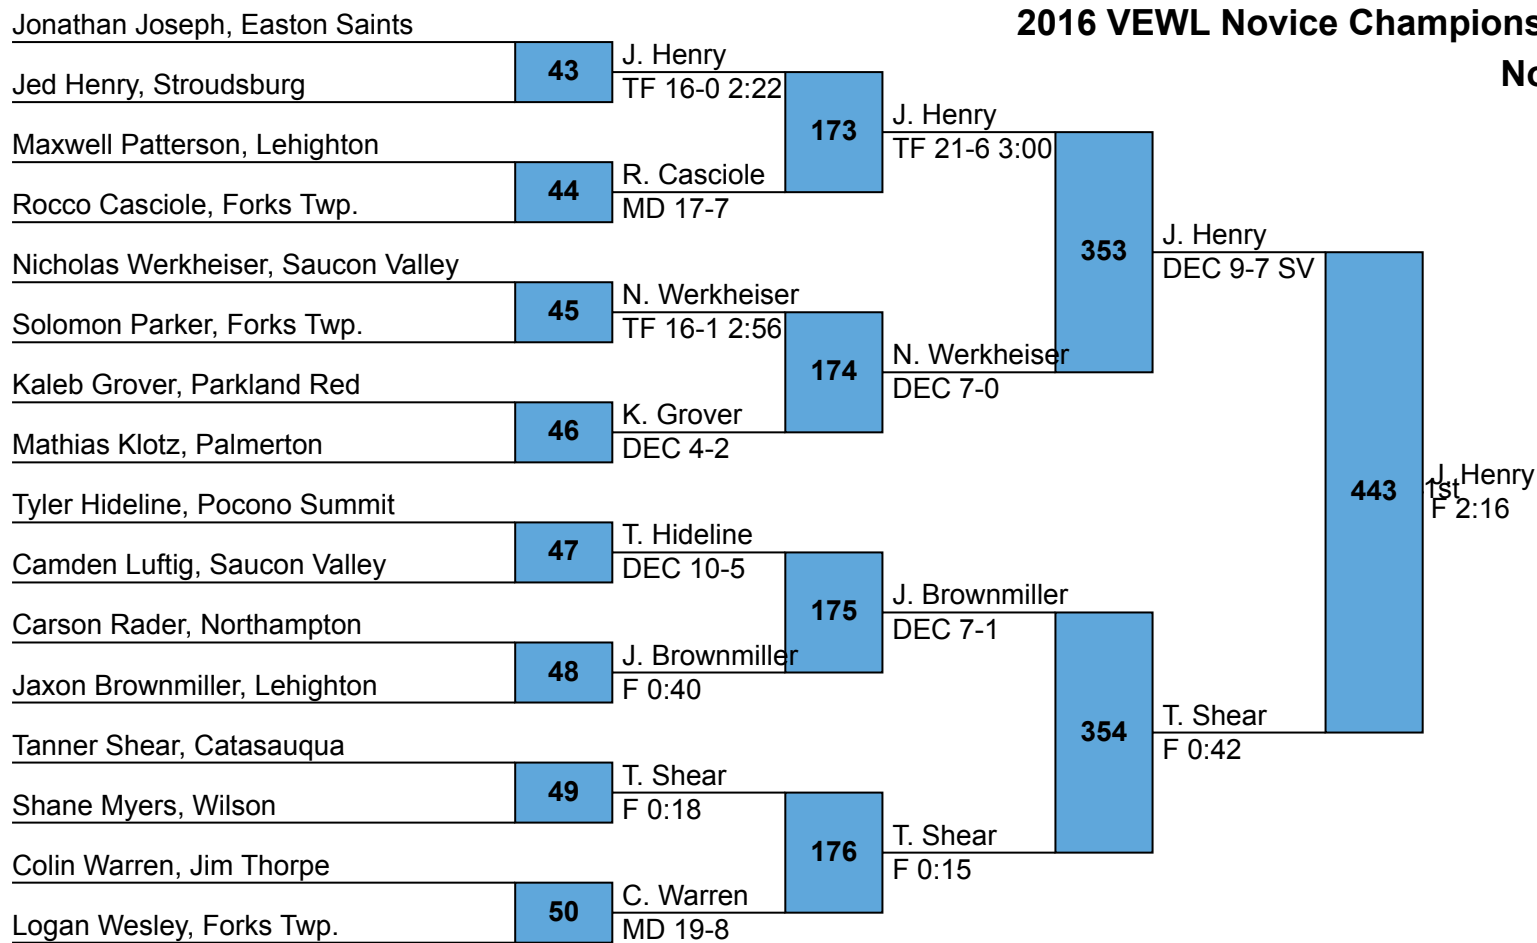 2016 VEWL Novice Champions
No
Jonathan Joseph, Easton Saints
43
Jed Henry, Stroudsburg
J. Henry
TF 16-0 2:22
Maxwell Patterson, Lehighton
44
Rocco Casciole, Forks Twp.
R. Casciole
MD 17-7
173
J. Henry
TF 21-6 3:00
Nicholas Werkheiser, Saucon Valley
45
Solomon Parker, Forks Twp.
N. Werkheiser
TF 16-1 2:56
Kaleb Grover, Parkland Red
46
Mathias Klotz, Palmerton
K. Grover
DEC 4-2
174
N. Werkheiser
DEC 7-0
353
J. Henry
DEC 9-7 SV
Tyler Hideline, Pocono Summit
47
Camden Luftig, Saucon Valley
T. Hideline
DEC 10-5
Carson Rader, Northampton
48
Jaxon Brownmiller, Lehighton
J. Brownmiller
F 0:40
175
J. Brownmiller
DEC 7-1
Tanner Shear, Catasauqua
49
Shane Myers, Wilson
T. Shear
F 0:18
Colin Warren, Jim Thorpe
50
Logan Wesley, Forks Twp.
C. Warren
MD 19-8
176
T. Shear
F 0:15
354
T. Shear
F 0:42
443
1st
J. Henry
F 2:16